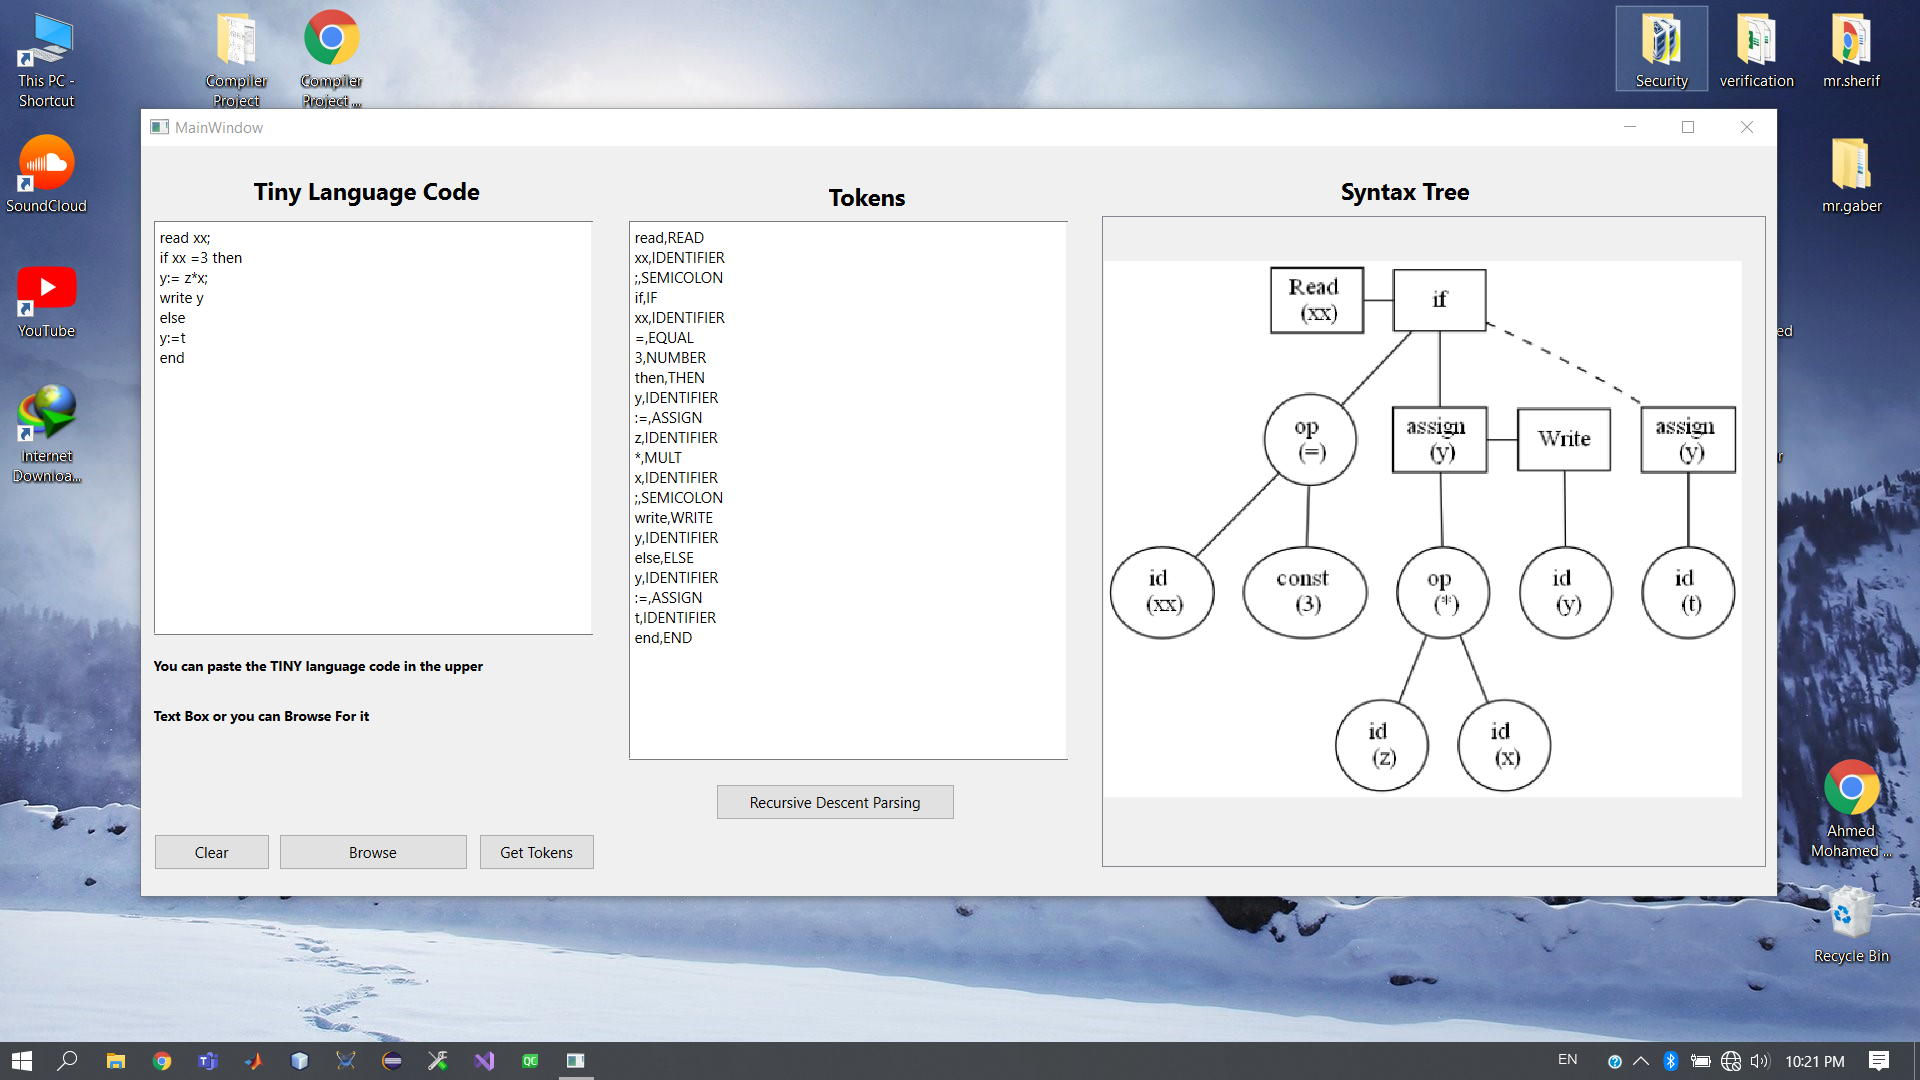 This PC -
Shortcut
Compiler
Project
Compiler
Project ...
Security
verification
mr.sherif
SoundCloud
mr.gaber
YouTube
ed
Internet
Downloa...
r
Ahmed
Mohamed ...
Recycle Bin
MainWindow
Tiny Language Code
read xx;
if xx =3 then
y:= z*x;
write y
else
y:=t
end
You can paste the TINY language code in the upper
Text Box or you can Browse For it
Clear
Browse
Get Tokens
Tokens
read,READ
xx,IDENTIFIER
;,SEMICOLON
if,IF
xx,IDENTIFIER
=,EQUAL
3,NUMBER
then,THEN
y,IDENTIFIER
:=,ASSIGN
z,IDENTIFIER
*,MULT
x,IDENTIFIER
;,SEMICOLON
write,WRITE
y,IDENTIFIER
else,ELSE
y,IDENTIFIER
:=,ASSIGN
t,IDENTIFIER
end,END
Recursive Descent Parsing
Syntax Tree
Read
(xx)
if
op
(=)
assign
(y)
Write
assign
(y)
id
(xx)
const
(3)
op
(*)
id
(y)
id
(t)
id
(z)
id
(x)
QC
EN
10:21 PM